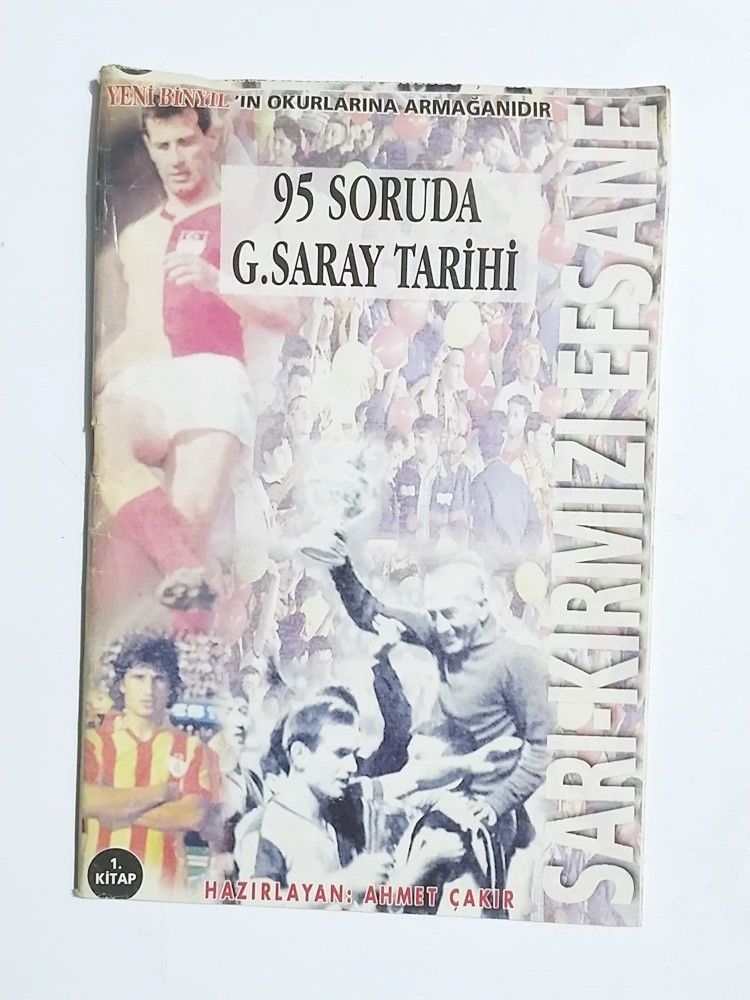 YENİ BİNYIL'IN OKURLARINA ARMAĞANIDIR
95 SORUDA
G.SARAY TARİHİ
SARI-KIRMIZI EFSANE
1.
KİTAP
HAZIRLAYAN: AHMET ÇAKIR